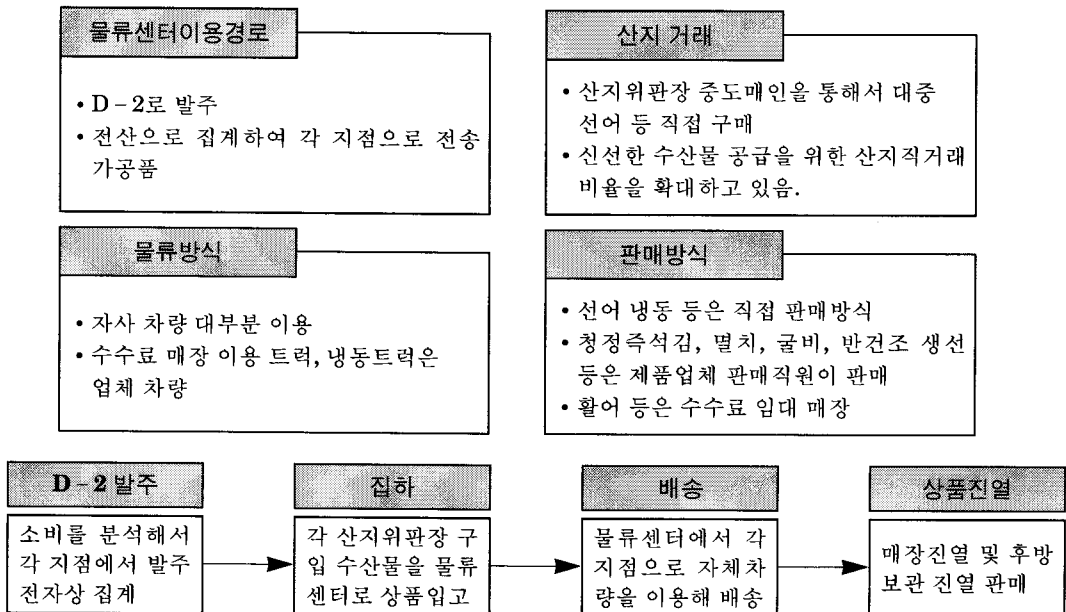 물류센터이용경로
• D-2로 발주
• 전산으로 집계하여 각 지점으로 전송
가공품
산지 거래
• 산지위판장 중도매인을 통해서 대중
선어 등 직접 구매
• 신선한 수산물 공급을 위한 산지직거래
비율을 확대하고 있음.
물류방식
• 자사 차량 대부분 이용
• 수수료 매장 이용 트럭, 냉동트럭은
업체 차량
판매방식
• 선어 냉동 등은 직접 판매방식
• 청정즉석김, 멸치, 굴비, 반건조 생선
등은 제품업체 판매직원이 판매
• 활어 등은 수수료 임대 매장
D-2 발주
소비를 분석해서
각 지점에서 발주
전자상 집계
집하
각 산지위판장 구
입 수산물을 물류
센터로 상품입고
배송
물류센터에서 각
지점으로 자체차
량을 이용해 배송
상품진열
매장진열 및 후방
보관 진열 판매